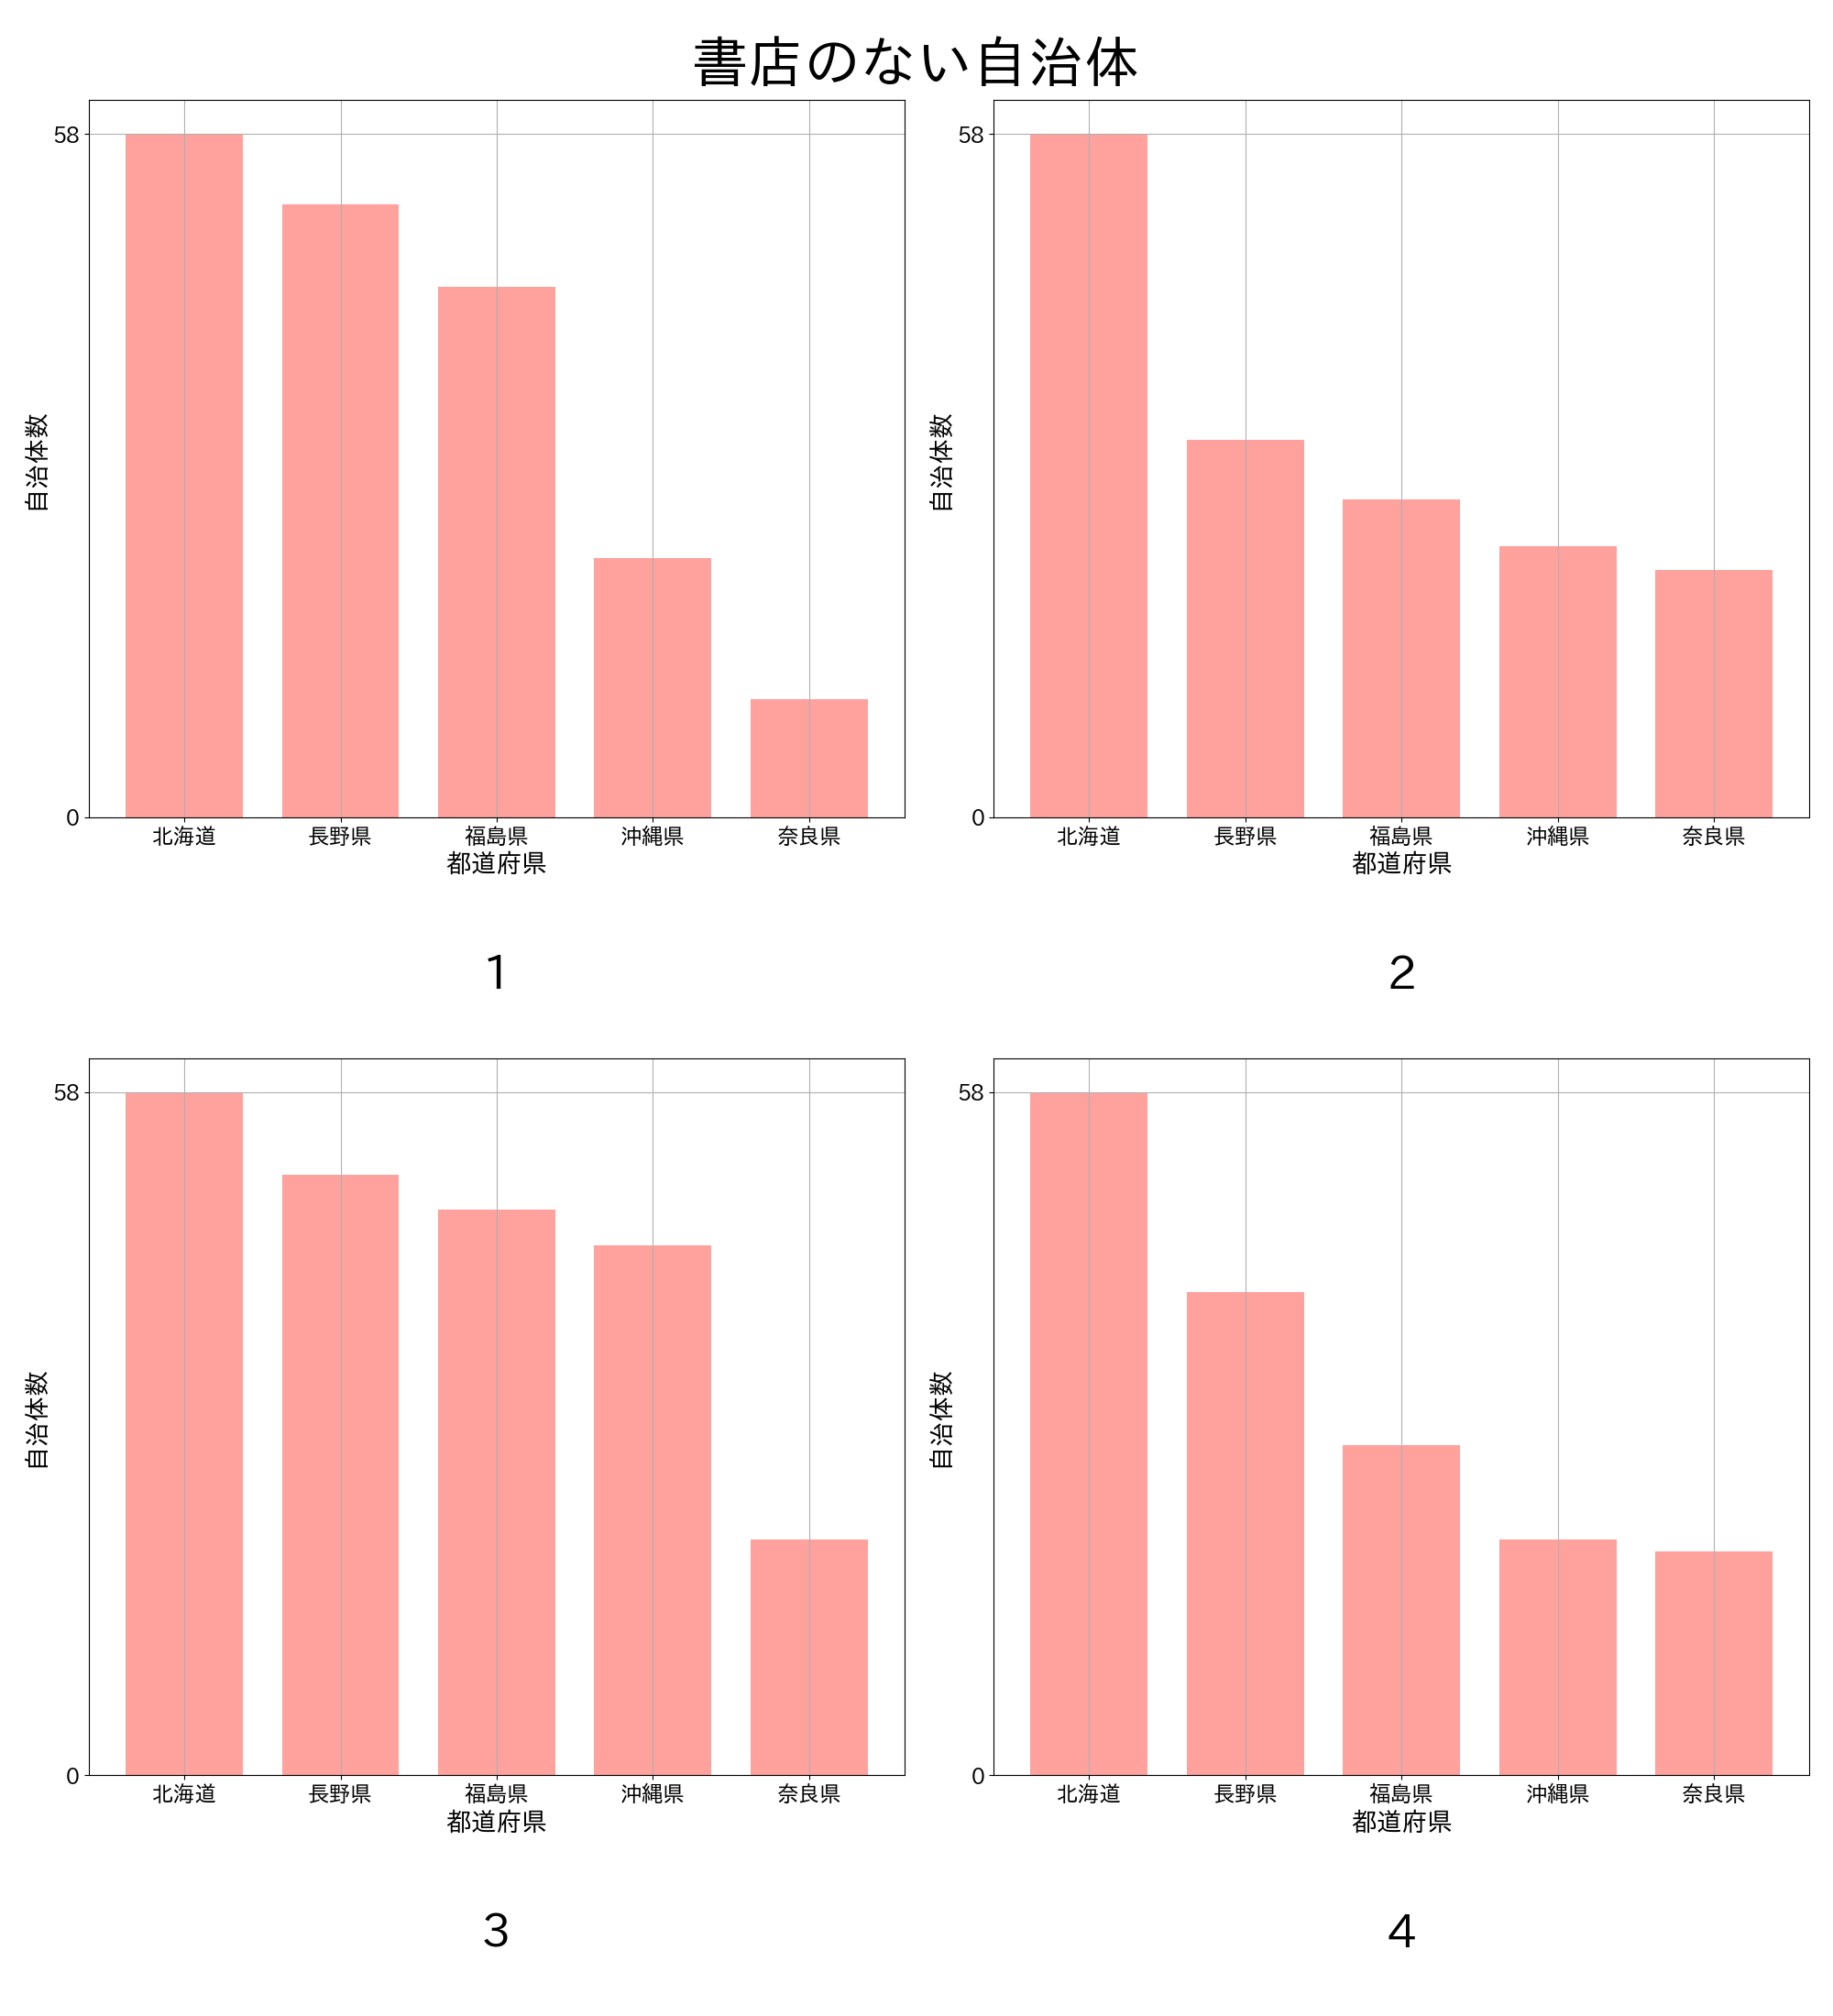 書店のない自治体
58
0
自治体数
北海道 長野県 福島県 沖縄県 奈良県
都道府県
1
58
0
自治体数
北海道 長野県 福島県 沖縄県 奈良県
都道府県
2
58
0
自治体数
北海道 長野県 福島県 沖縄県 奈良県
都道府県
3
58
0
自治体数
北海道 長野県 福島県 沖縄県 奈良県
都道府県
4